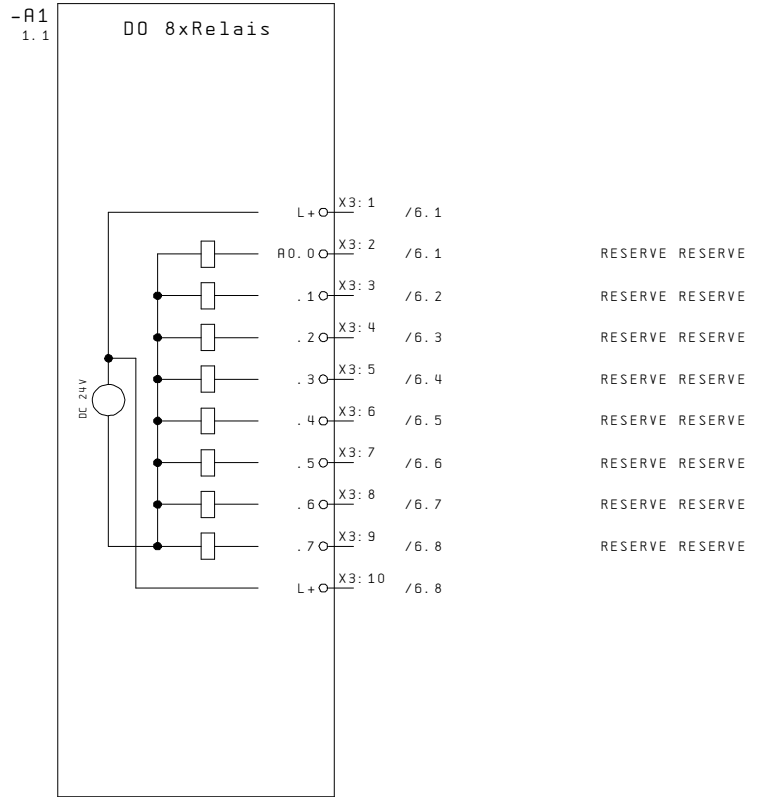 -A1
1.1
DO 8xRelais
L+ X3:1 /6.1
A0.0 X3:2 /6.1 RESERVE RESERVE
.1 X3:3 /6.2 RESERVE RESERVE
.2 X3:4 /6.3 RESERVE RESERVE
.3 X3:5 /6.4 RESERVE RESERVE
DC 24V
.4 X3:6 /6.5 RESERVE RESERVE
.5 X3:7 /6.6 RESERVE RESERVE
.6 X3:8 /6.7 RESERVE RESERVE
.7 X3:9 /6.8 RESERVE RESERVE
L+ X3:10 /6.8